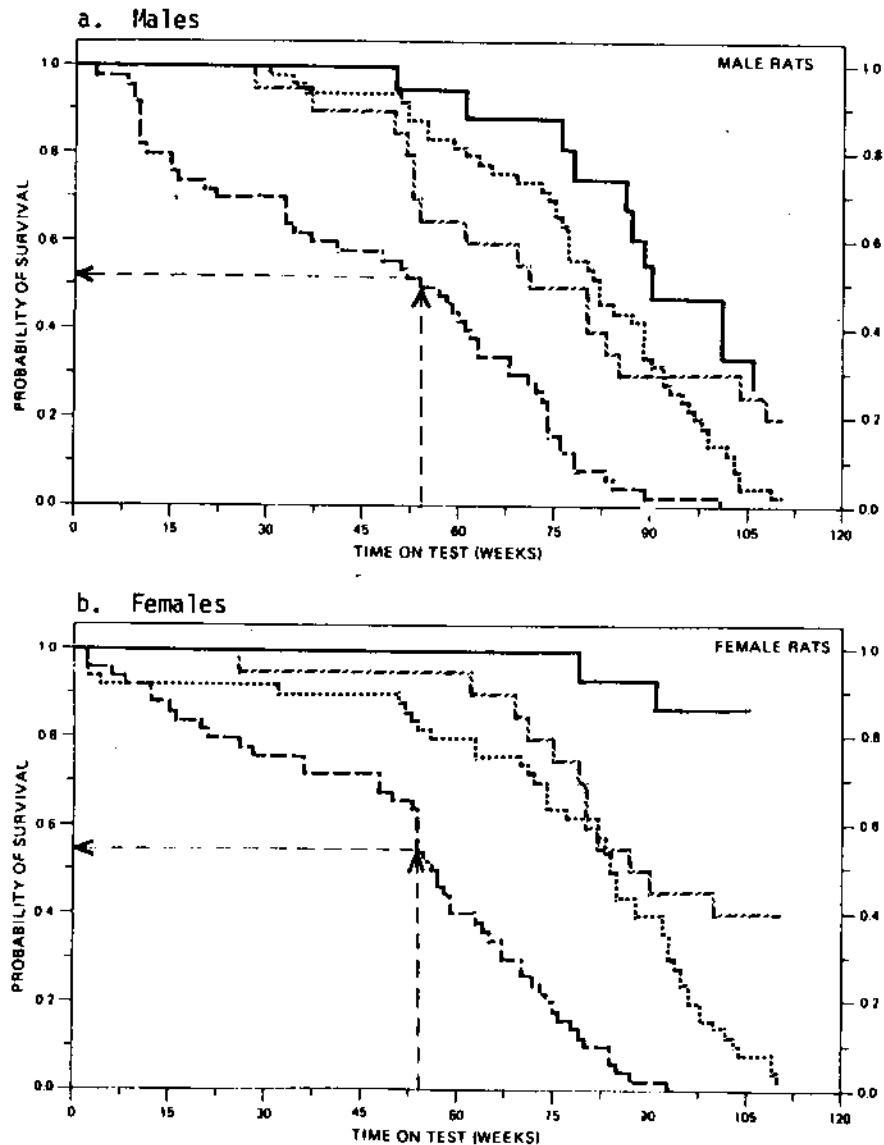 a. Males
MALE RATS
1.0 1.0
0.8 0.8
0.6 0.6
0.4 0.4
0.2 0.2
0.0 0.0
PROBABILITY OF SURVIVAL
0 15 30 45 60 75 90 105 120
TIME ON TEST (WEEKS)
b. Females
FEMALE RATS
1.0 1.0
0.8 0.8
0.6 0.6
0.4 0.4
0.2 0.2
0.0 0.0
PROBABILITY OF SURVIVAL
0 15 30 45 60 75 90 105 120
TIME ON TEST (WEEKS)